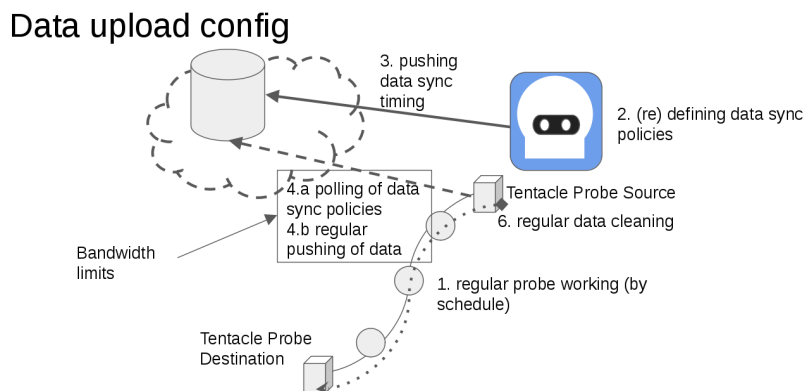 Data upload config
3. pushing
data sync
timing
2. (re) defining data sync
policies
4.a polling of data
sync policies
4.b regular
pushing of data
Tentacle Probe Source
6. regular data cleaning
Bandwidth
limits
1. regular probe working (by
schedule)
Tentacle Probe
Destination